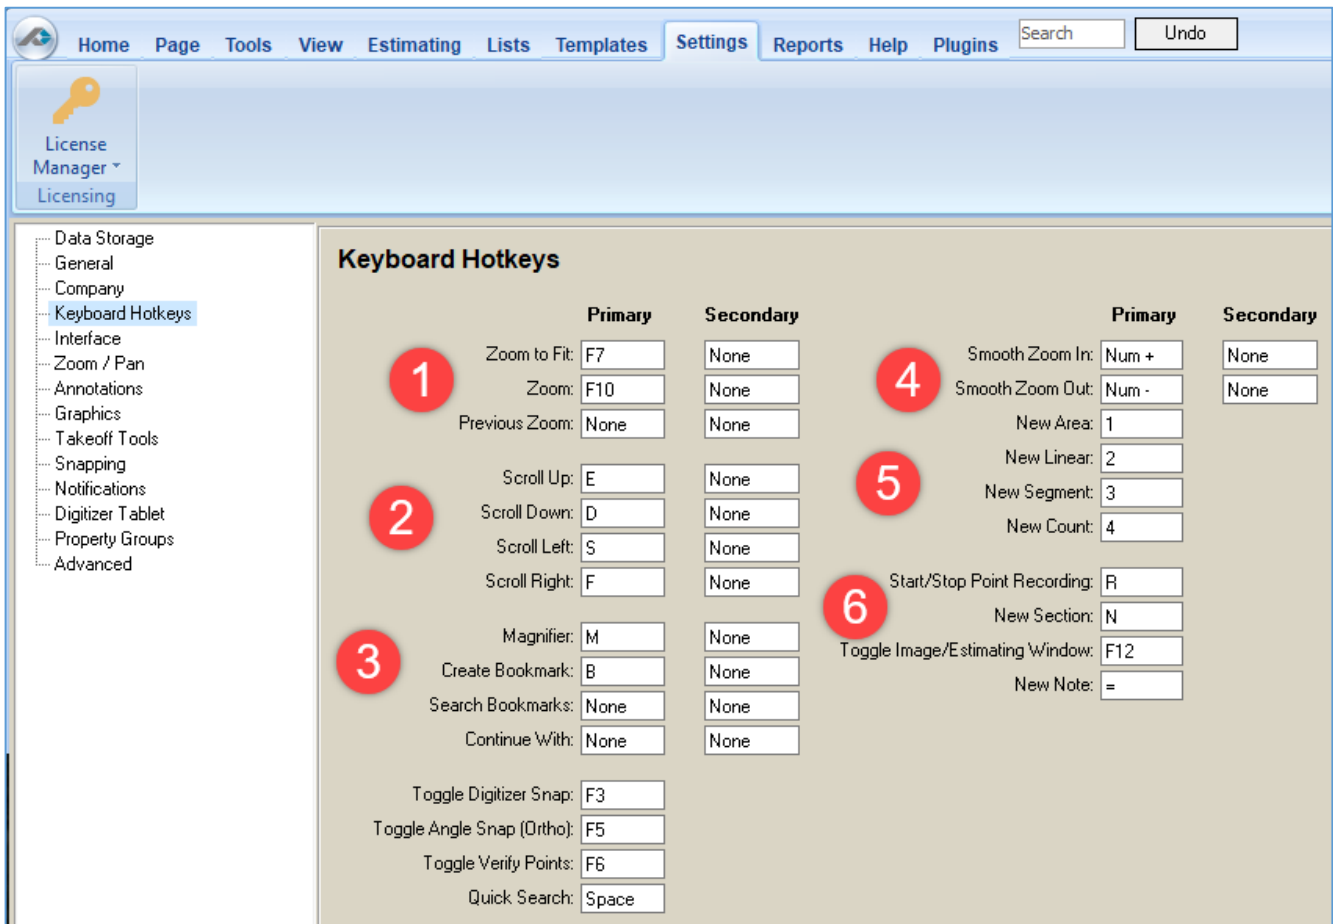 Home Page Tools View Estimating Lists Templates Settings Reports Help Plugins Search Undo
License
Manager
Licensing
Data Storage
General
Company
Keyboard Hotkeys
Interface
Zoom / Pan
Annotations
Graphics
Takeoff Tools
Snapping
Notifications
Digitizer Tablet
Property Groups
Advanced
Keyboard Hotkeys
Primary Secondary
1
Zoom to Fit: F7 None
Zoom: F10 None
Previous Zoom: None None
2
Scroll Up: E None
Scroll Down: D None
Scroll Left: S None
Scroll Right: F None
3
Magnifier: M None
Create Bookmark: B None
Search Bookmarks: None None
Continue With: None None
Toggle Digitizer Snap: F3
Toggle Angle Snap (Ortho): F5
Toggle Verify Points: F6
Quick Search: Space
Primary Secondary
4
Smooth Zoom In: Num + None
Smooth Zoom Out: Num - None
5
New Area: 1
New Linear: 2
New Segment: 3
New Count: 4
6
Start/Stop Point Recording: R
New Section: N
Toggle Image/Estimating Window: F12
New Note: =